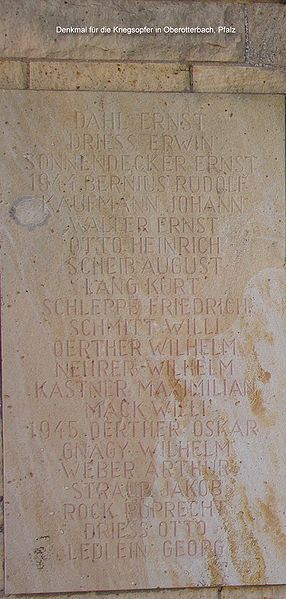 Denkmal für die Kriegsopfer in Oberotterbach, Pfalz
DAHL ERNST
DRIESS ERWIN
SONNENDECKER ERNST
1944 BERNIUS RUDOLF
KAUFMANN JOHANN
WALTER ERNST
OTTO HEINRICH
SCHEIB AUGUST
LANG KURT
SCHLEPPE FRIEDRICH
SCHMITT WILLI
OERTHER WILHELM
NEHRER WILHELM
KASTNER MAXIMILIAN
MACK WILLI
1945 OERTHER OSKAR
GNAGY WILHELM
WEBER ARTHUR
STRAUB JAKOB
ROCK RUPRECHT
DRIESS OTTO
LEDLEIN GEORG